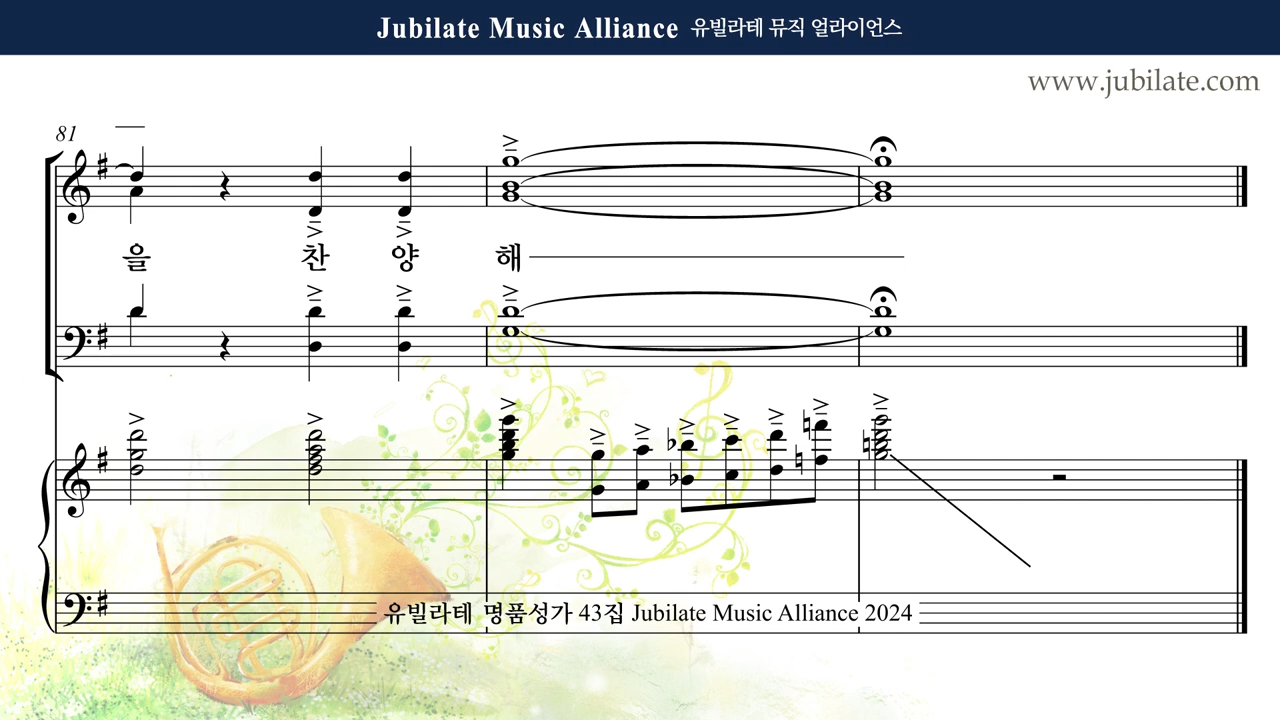 Jubilate Music Alliance 유빌라테 뮤직 얼라이언스
www.jubilate.com
81
을 찬 양 해
유빌라테 명품성가 43집 Jubilate Music Alliance 2024